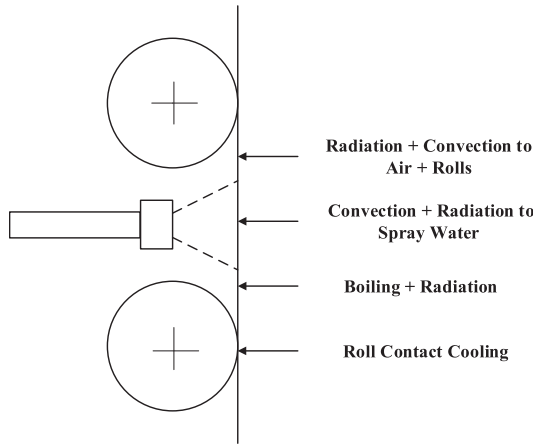 Radiation + Convection to
Air + Rolls
Convection + Radiation to
Spray Water
Boiling + Radiation
Roll Contact Cooling